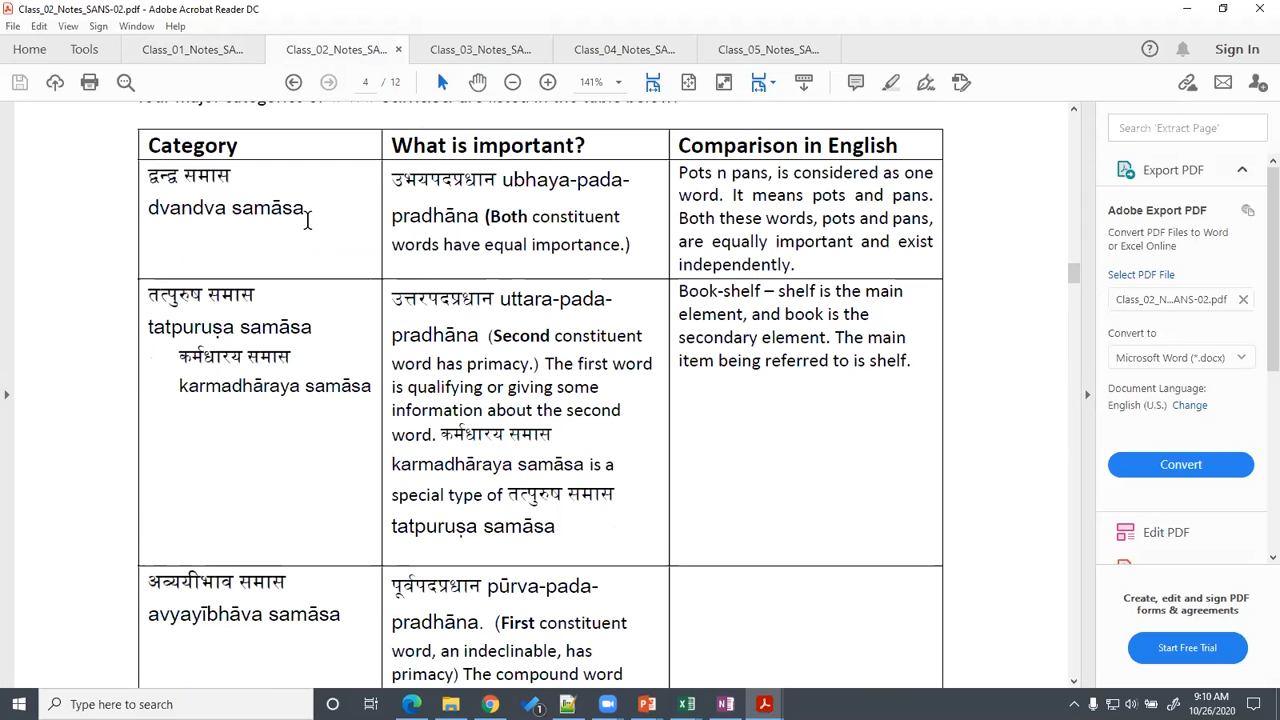 Class_02_Notes_SANS-02.pdf - Adobe Acrobat Reader DC
File Edit View Sign Window Help
Home Tools Class_01_Notes_SA... Class_02_Notes_SA... × Class_03_Notes_SA... Class_04_Notes_SA... Class_05_Notes_SA... Sign In
4 / 12 141%
Category
What is important?
Comparison in English
द्वन्द्व समास
dvandva samāsa
उभयपदप्रधान ubhaya-pada-
pradhāna (Both constituent
words have equal importance.)
Pots n pans, is considered as one
word. It means pots and pans.
Both these words, pots and pans,
are equally important and exist
independently.
तत्पुरुष समास
tatpuruṣa samāsa
कर्मधारय समास
karmadhāraya samāsa
उत्तरपदप्रधान uttara-pada-
pradhāna (Second constituent
word has primacy.) The first word
is qualifying or giving some
information about the second
word. कर्मधारय समास
karmadhāraya samāsa is a
special type of तत्पुरुष समास
tatpuruṣa samāsa
Book-shelf – shelf is the main
element, and book is the
secondary element. The main
item being referred to is shelf.
अव्ययीभाव समास
avyayībhāva samāsa
पूर्वपदप्रधान pūrva-pada-
pradhāna. (First constituent
word, an indeclinable, has
primacy) The compound word
Search 'Extract Page'
Export PDF
Adobe Export PDF
Convert PDF Files to Word
or Excel Online
Select PDF File
Class_02_N...ANS-02.pdf ×
Convert to
Microsoft Word (*.docx)
Document Language:
English (U.S.) Change
Convert
Edit PDF
Create, edit and sign PDF
forms & agreements
Start Free Trial
Type here to search
9:10 AM
10/26/2020